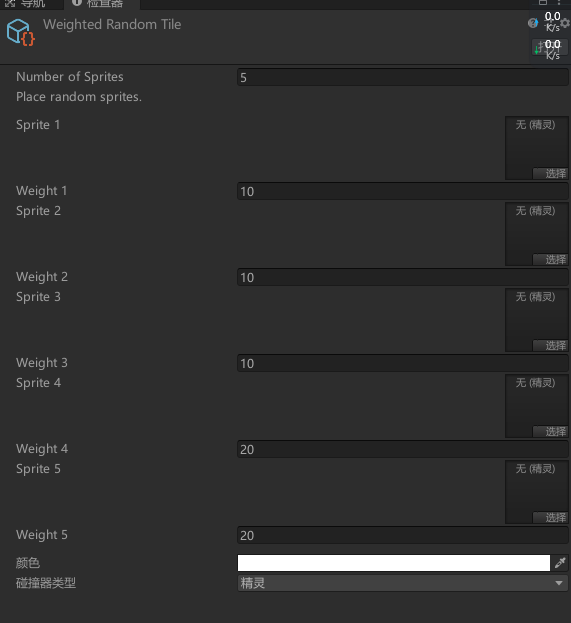 导航
检查器
Weighted Random Tile
0.0
K/s
0.0
K/s
Number of Sprites 5
Place random sprites.
Sprite 1 无 (精灵)
选择
Weight 1 10
Sprite 2 无 (精灵)
选择
Weight 2 10
Sprite 3 无 (精灵)
选择
Weight 3 10
Sprite 4 无 (精灵)
选择
Weight 4 20
Sprite 5 无 (精灵)
选择
Weight 5 20
颜色
碰撞器类型 精灵